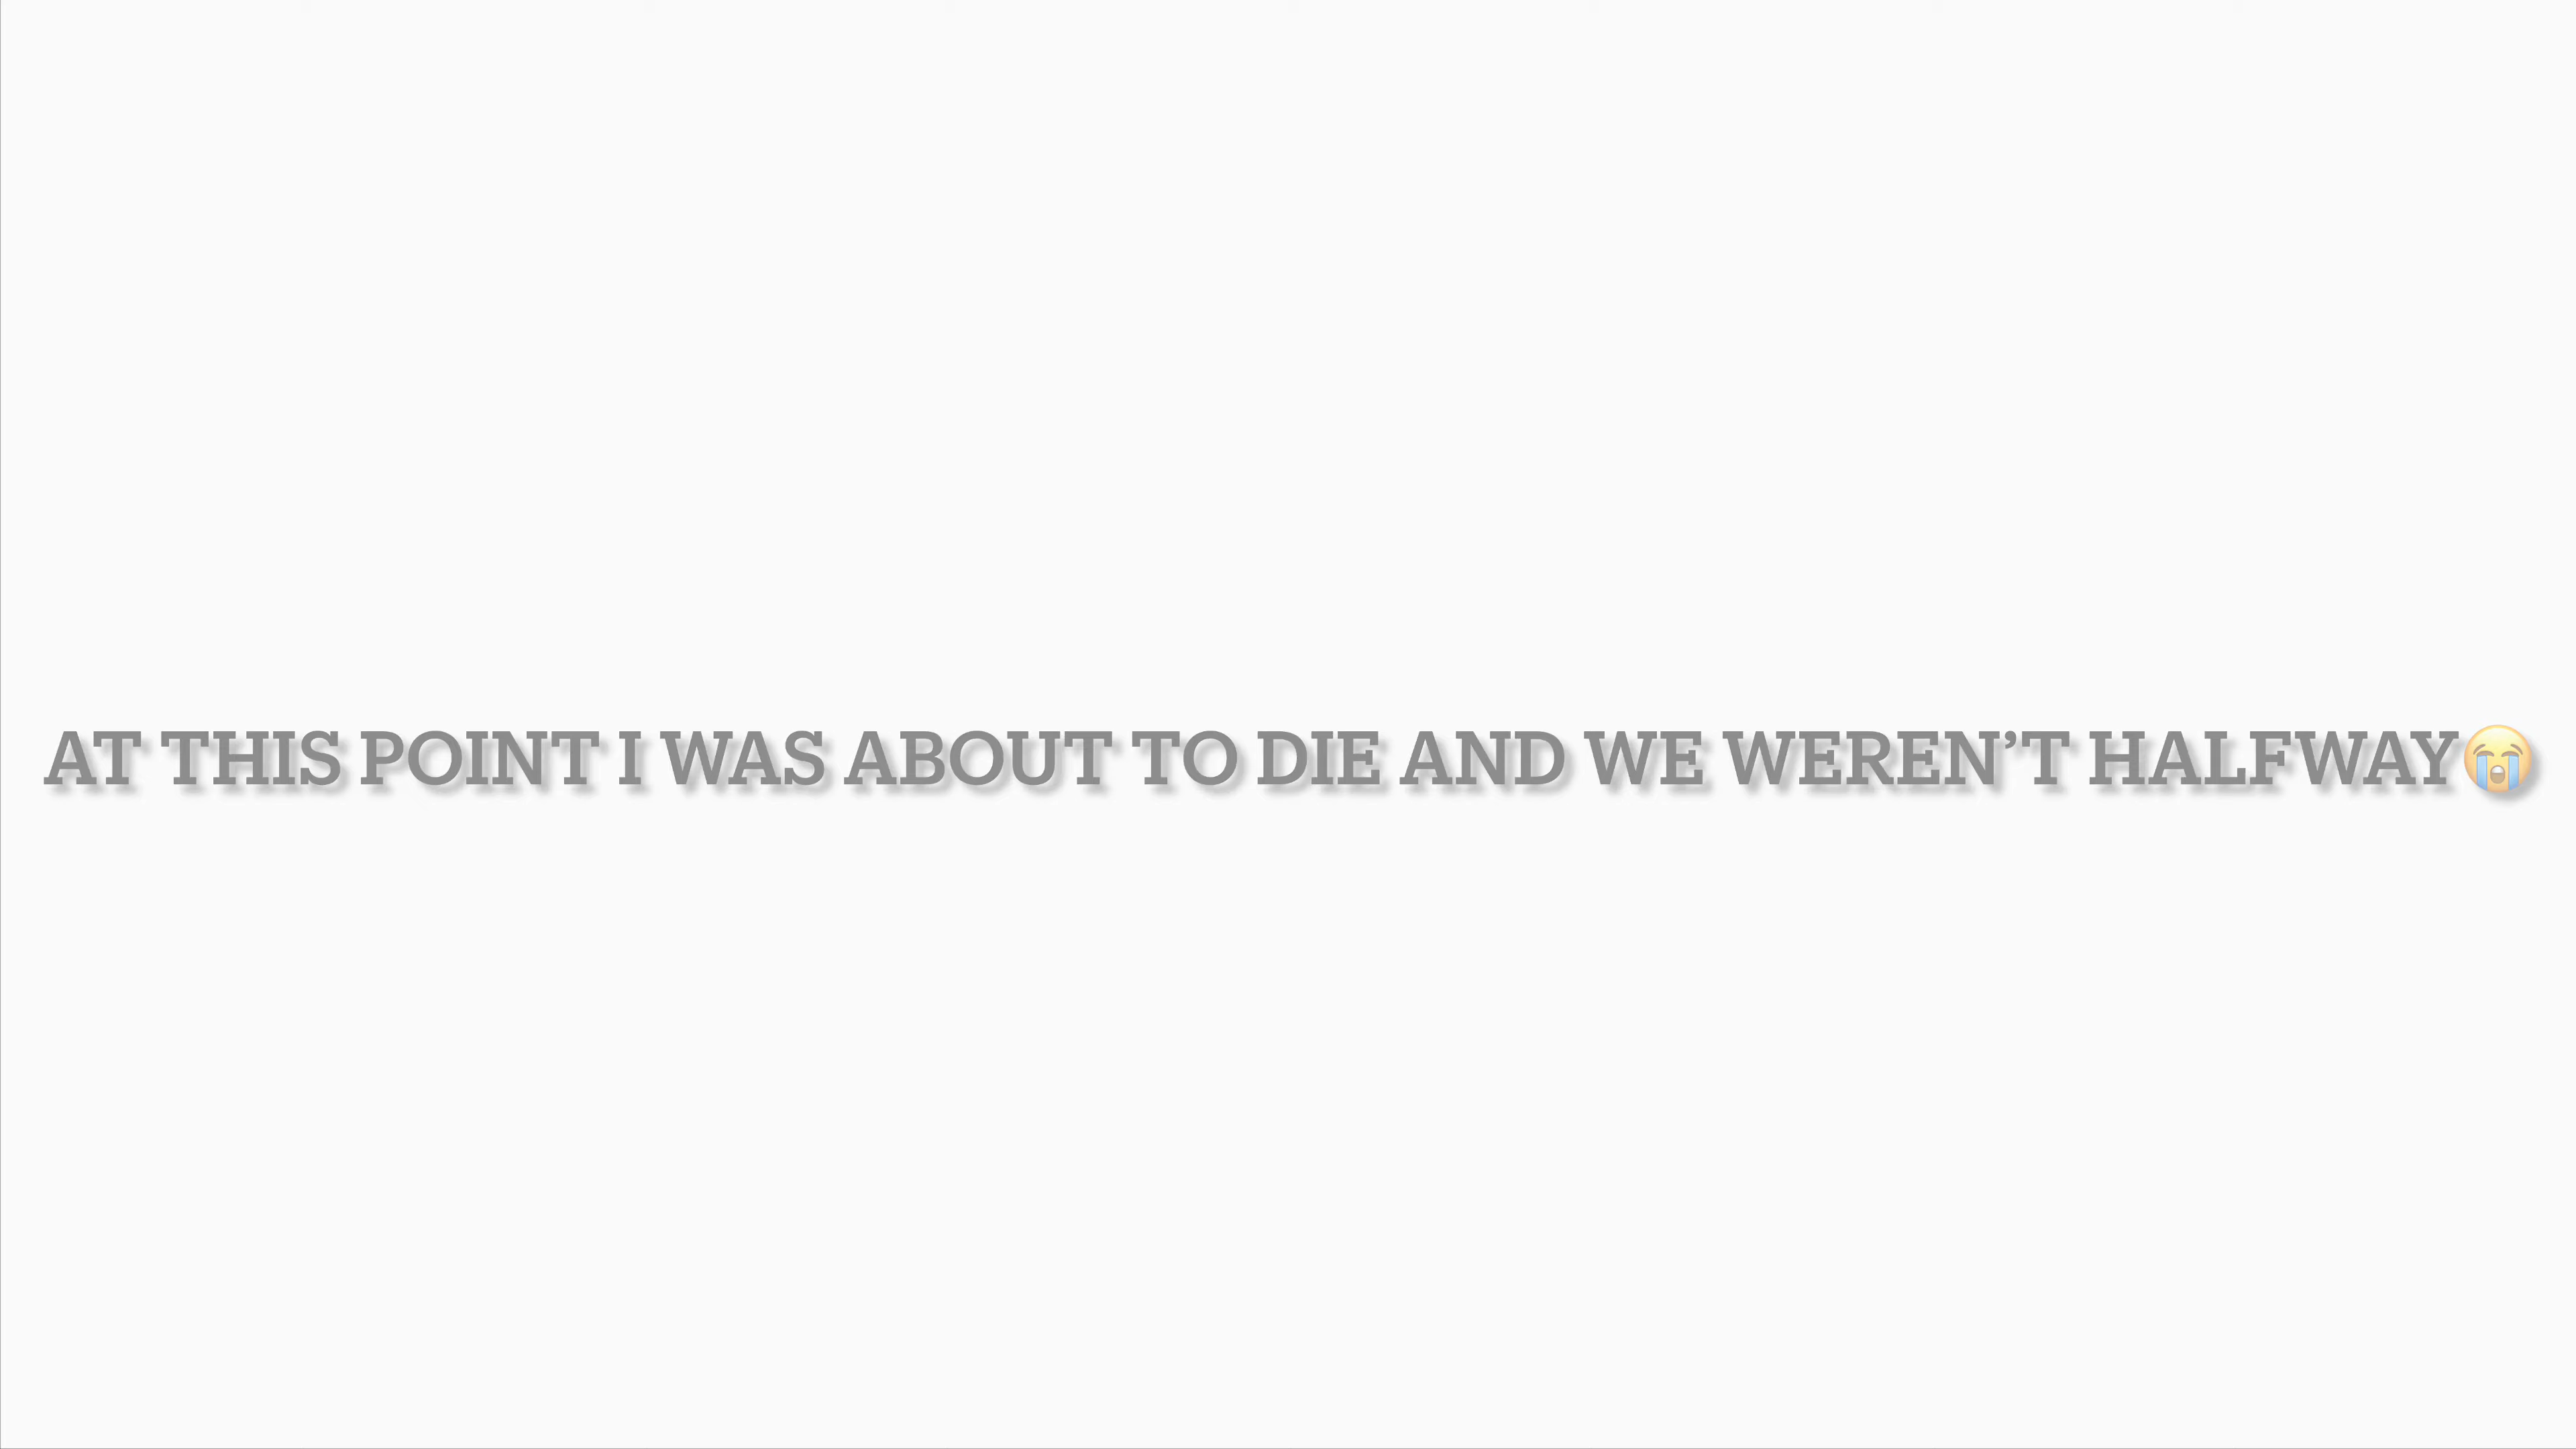 AT THIS POINT I WAS ABOUT TO DIE AND WE WEREN’T HALFWAY😭